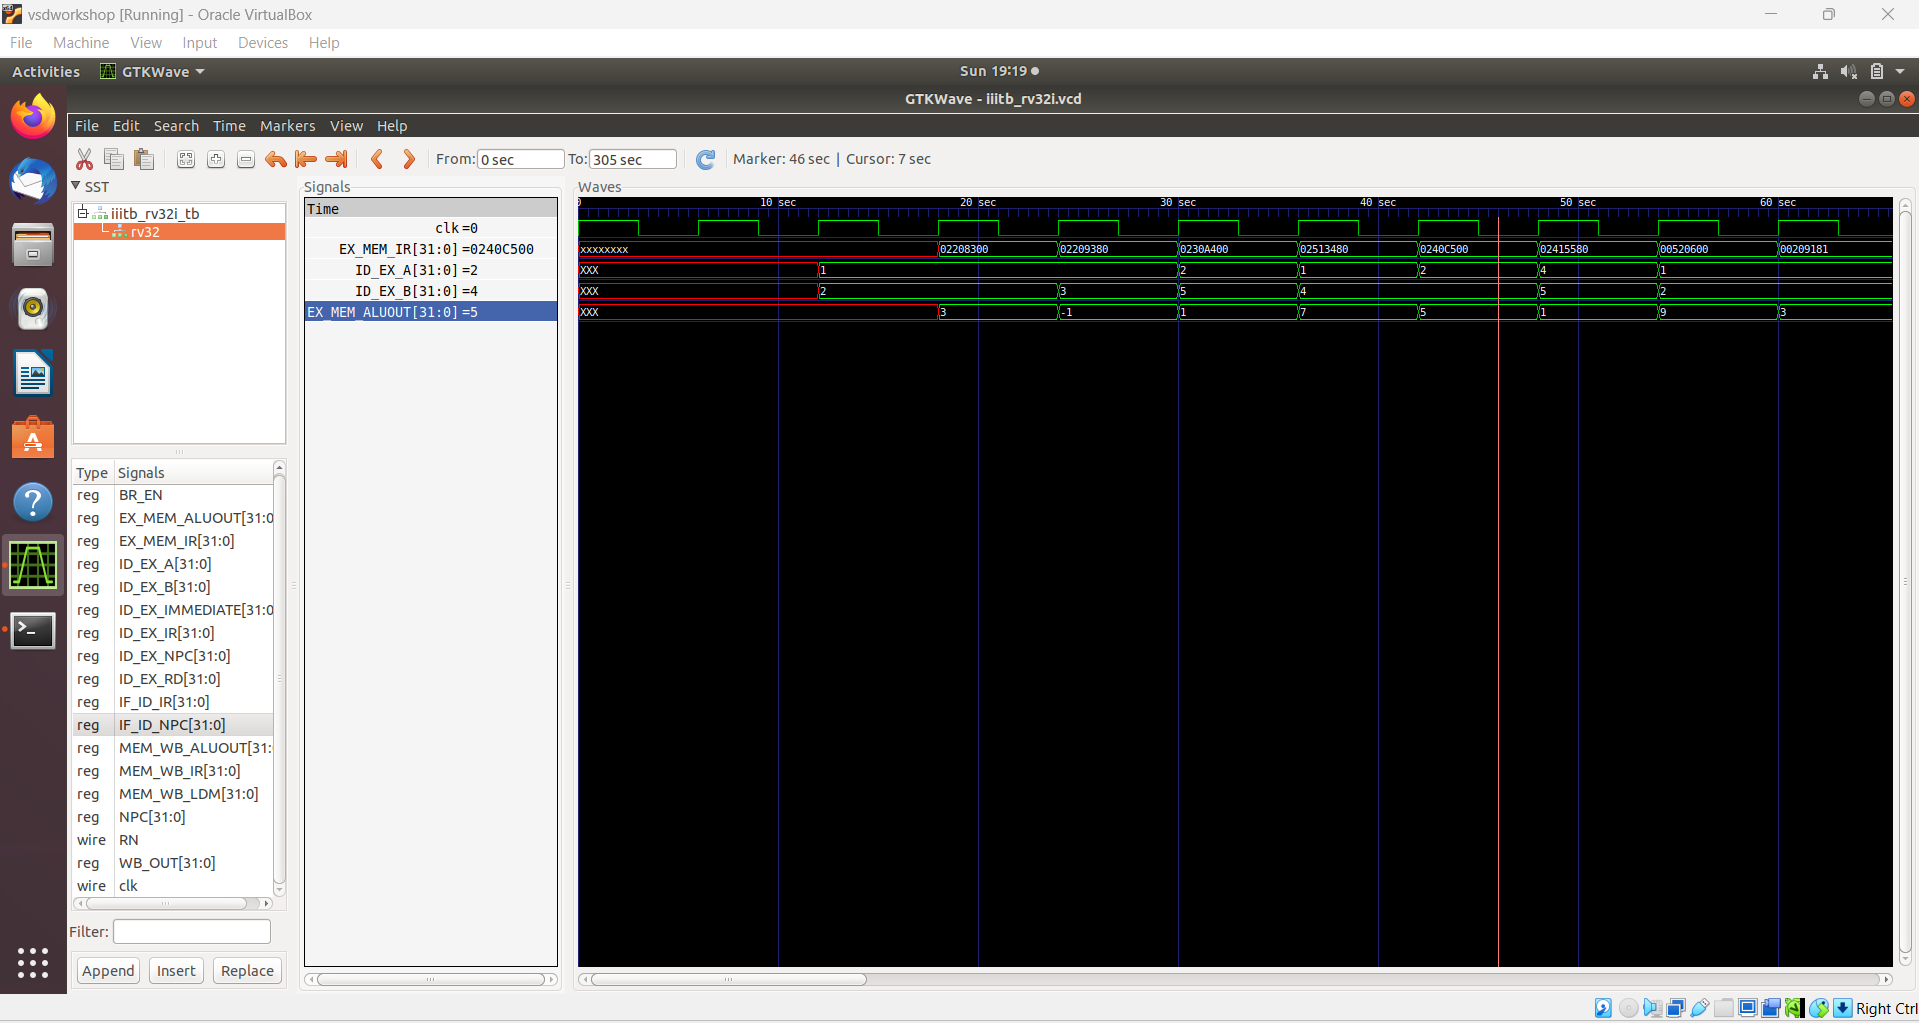 vsdworkshop [Running] - Oracle VirtualBox
File Machine View Input Devices Help
Activities GTKWave Sun 19:19
GTKWave - iiitb_rv32i.vcd
File Edit Search Time Markers View Help
From: 0 sec To: 305 sec Marker: 46 sec | Cursor: 7 sec
SST
iiitb_rv32i_tb
rv32
Type Signals
reg BR_EN
reg EX_MEM_ALUOUT[31:0
reg EX_MEM_IR[31:0]
reg ID_EX_A[31:0]
reg ID_EX_B[31:0]
reg ID_EX_IMMEDIATE[31:0
reg ID_EX_IR[31:0]
reg ID_EX_NPC[31:0]
reg ID_EX_RD[31:0]
reg IF_ID_IR[31:0]
reg IF_ID_NPC[31:0]
reg MEM_WB_ALUOUT[31:
reg MEM_WB_IR[31:0]
reg MEM_WB_LDM[31:0]
reg NPC[31:0]
wire RN
reg WB_OUT[31:0]
wire clk
Filter:
Append Insert Replace
Signals
Time
clk=0
EX_MEM_IR[31:0]=0240C500
ID_EX_A[31:0]=2
ID_EX_B[31:0]=4
EX_MEM_ALUOUT[31:0]=5
Waves
0 10 sec 20 sec 30 sec 40 sec 50 sec 60 sec
xxxxxxxx 02208300 02209380 0230A400 02513480 0240C500 02415580 00520600 00209181
XXX 1 2 1 2 4 1
XXX 2 3 5 4 5 2
XXX 3 -1 1 7 5 1 9 3
Right Ctrl